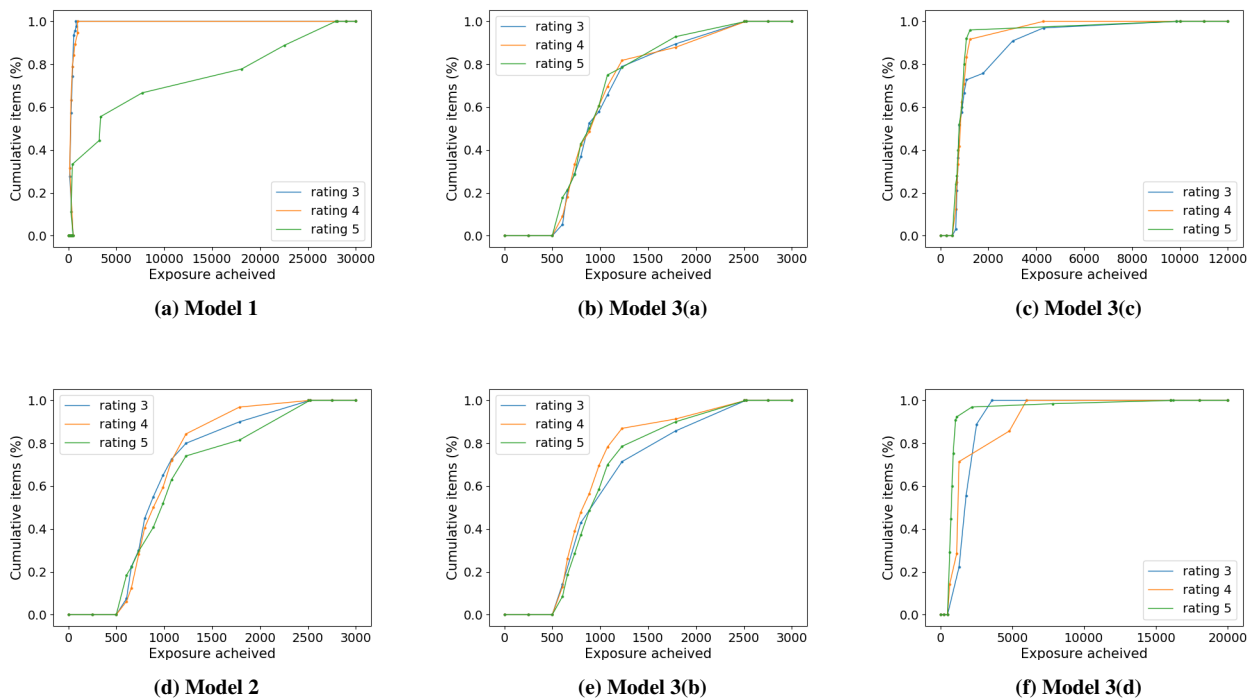 1.0
0.8
0.6
0.4
0.2
0.0
Cumulative items (%)
rating 3
rating 4
rating 5
0 5000 10000 15000 20000 25000 30000
Exposure acheived
(a) Model 1
1.0
0.8
0.6
0.4
0.2
0.0
Cumulative items (%)
rating 3
rating 4
rating 5
0 500 1000 1500 2000 2500 3000
Exposure acheived
(b) Model 3(a)
1.0
0.8
0.6
0.4
0.2
0.0
Cumulative items (%)
rating 3
rating 4
rating 5
0 2000 4000 6000 8000 10000 12000
Exposure acheived
(c) Model 3(c)
1.0
0.8
0.6
0.4
0.2
0.0
Cumulative items (%)
rating 3
rating 4
rating 5
0 500 1000 1500 2000 2500 3000
Exposure acheived
(d) Model 2
1.0
0.8
0.6
0.4
0.2
0.0
Cumulative items (%)
rating 3
rating 4
rating 5
0 500 1000 1500 2000 2500 3000
Exposure acheived
(e) Model 3(b)
1.0
0.8
0.6
0.4
0.2
0.0
Cumulative items (%)
rating 3
rating 4
rating 5
0 5000 10000 15000 20000
Exposure acheived
(f) Model 3(d)